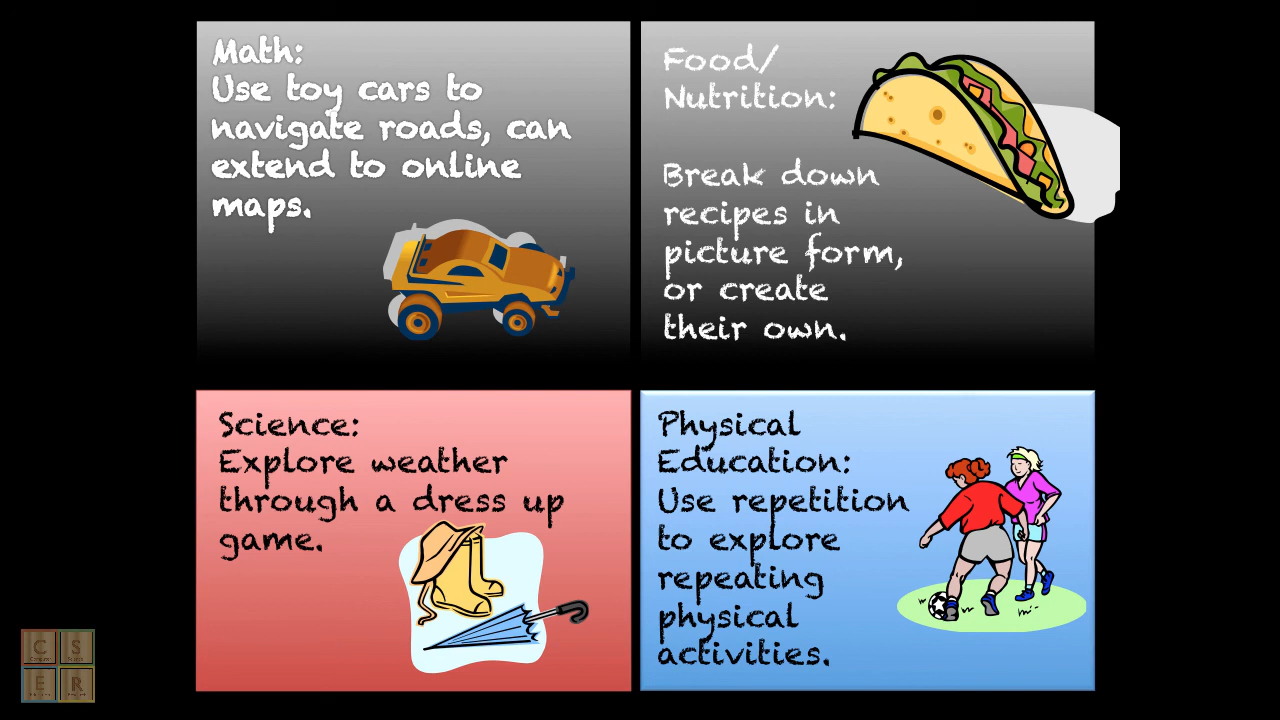 Math:
Use toy cars to
navigate roads, can
extend to online
maps.
Food/
Nutrition:
Break down
recipes in
picture form,
or create
their own.
Science:
Explore weather
through a dress up
game.
Physical
Education:
Use repetition
to explore
repeating
physical
activities.
C S
E R